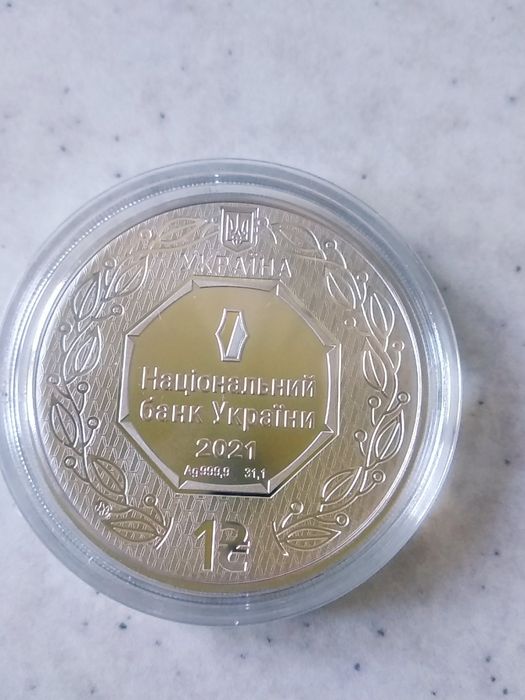 УКРАЇНА
Національний
банк України
2021
Ag 999,9 31,1
1₴